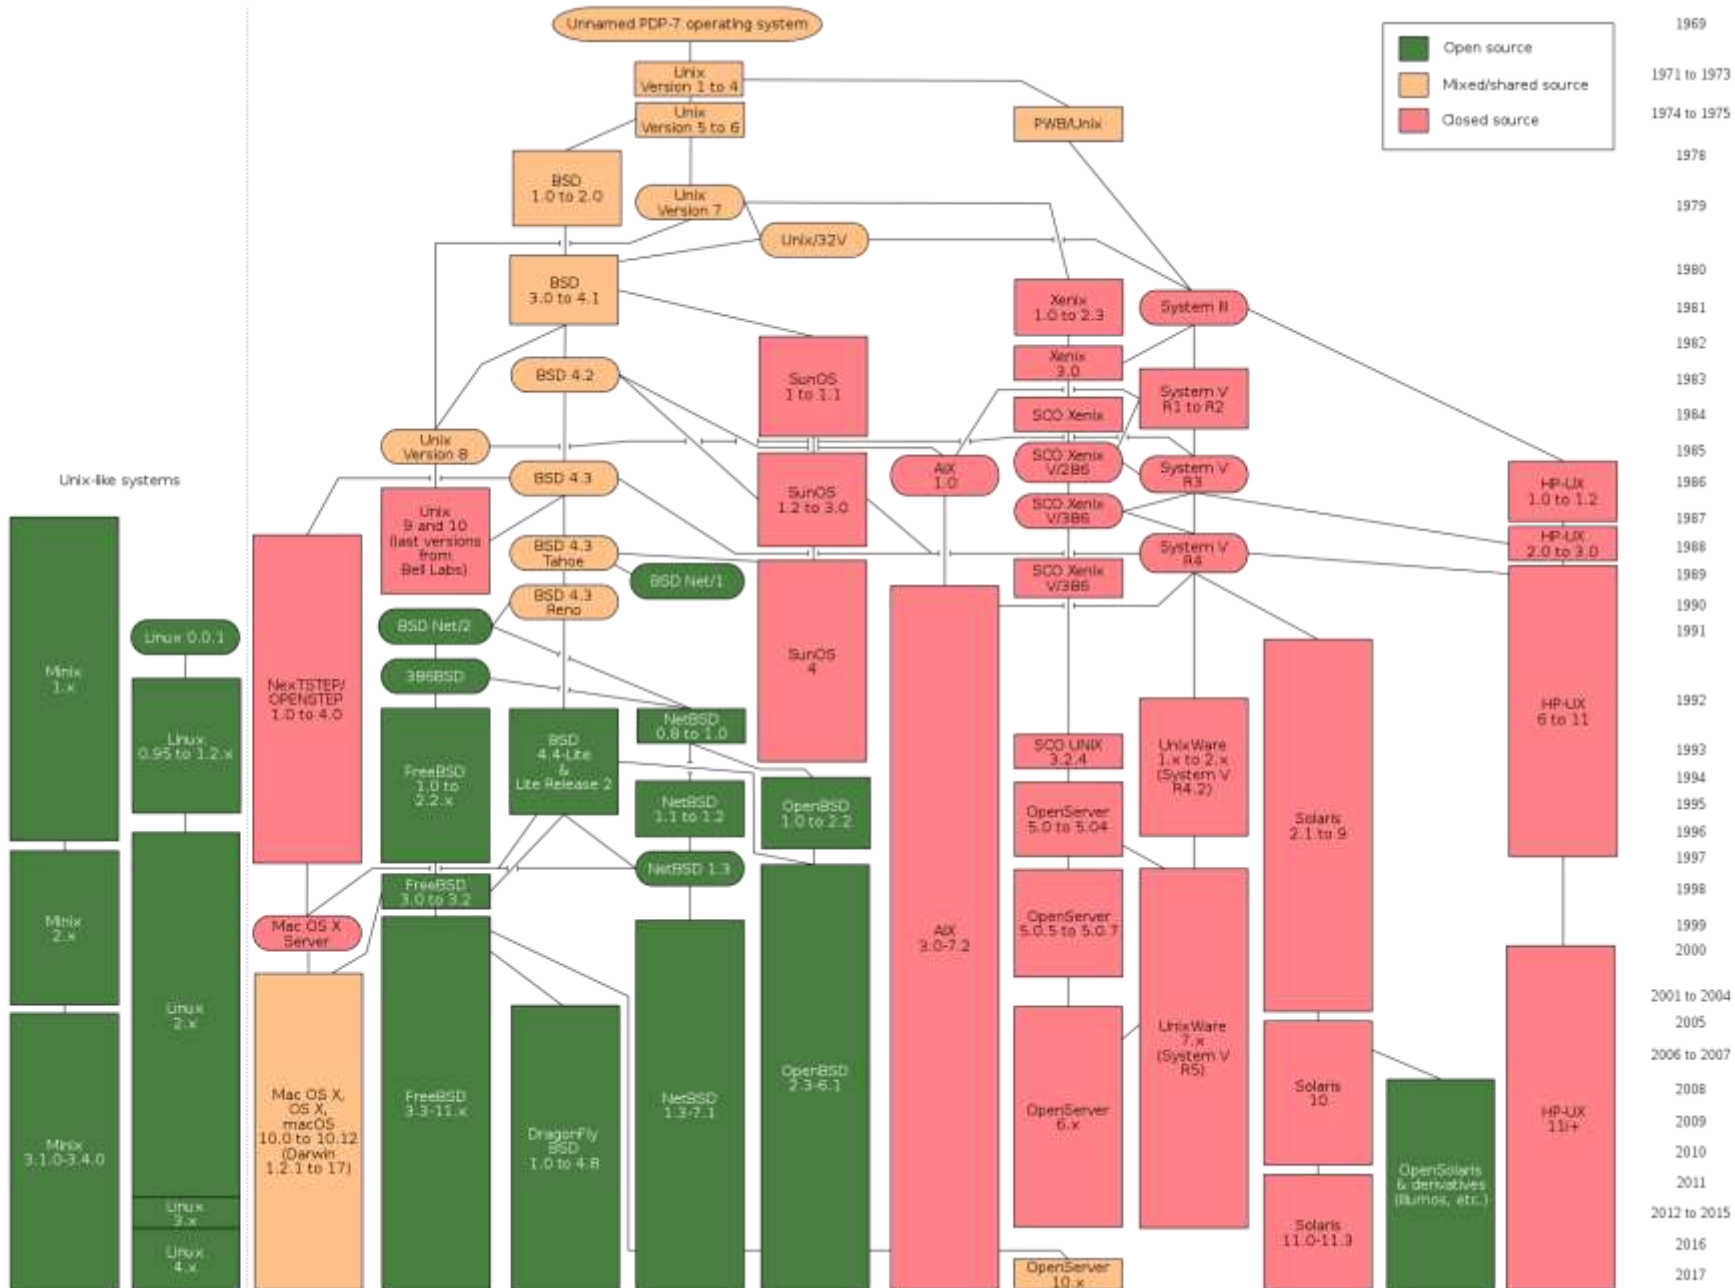 Unnamed PDP-7 operating system
1969
Open source
Mixed/shared source
Closed source
Unix
Version 1 to 4
1971 to 1973
Unix
Version 5 to 6
PWB/Unix
1974 to 1975
1978
BSD
1.0 to 2.0
Unix
Version 7
1979
Unix/32V
1980
BSD
3.0 to 4.1
Xenix
1.0 to 2.3
System III
1981
1982
Xenix
3.0
SunOS
1 to 1.1
BSD 4.2
1983
System V
R1 to R2
SCO Xenix
1984
Unix
Version 8
1985
SCO Xenix
V/286
AIX
1.0
System V
R3
BSD 4.3
1986
Unix-like systems
HP-UX
1.0 to 1.2
SunOS
1.2 to 3.0
Unix
9 and 10
(last versions
from
Bell Labs)
SCO Xenix
V/386
1987
HP-UX
2.0 to 3.0
1988
BSD 4.3
Tahoe
System V
R4
BSD Net/1
SCO Xenix
V/386
1989
BSD 4.3
Reno
1990
BSD Net/2
1991
Linux 0.0.1
SunOS
4
Minix
1.x
386BSD
NexTSTEP/
OPENSTEP
1.0 to 4.0
1992
HP-UX
6 to 11
NetBSD
0.8 to 1.0
Linux
0.95 to 1.2.x
BSD
4.4-Lite
&
Lite Release 2
SCO UNIX
3.2.4
UnixWare
1.x to 2.x
(System V
R4.2)
1993
FreeBSD
1.0 to
2.2.x
1994
NetBSD
1.1 to 1.2
OpenBSD
1.0 to 2.2
OpenServer
5.0 to 5.04
1995
Solaris
2.1 to 9
1996
1997
NetBSD 1.3
FreeBSD
3.0 to 3.2
1998
Minix
2.x
Mac OS X
Server
OpenServer
5.0.5 to 5.0.7
1999
AIX
3.0-7.2
2000
2001 to 2004
Linux
2.x
2005
UnixWare
7.x
(System V
R5)
2006 to 2007
OpenBSD
2.3-6.1
Solaris
10
2008
Mac OS X,
OS X,
macOS
10.0 to 10.12
(Darwin
1.2.1 to 17)
FreeBSD
3.3-11.x
NetBSD
1.3-7.1
OpenServer
6.x
HP-UX
11i+
2009
Minix
3.1.0-3.4.0
DragonFly
BSD
1.0 to 4.8
2010
OpenSolaris
& derivatives
(illumos, etc.)
2011
Linux
3.x
2012 to 2015
Solaris
11.0-11.3
2016
Linux
4.x
OpenServer
10.x
2017